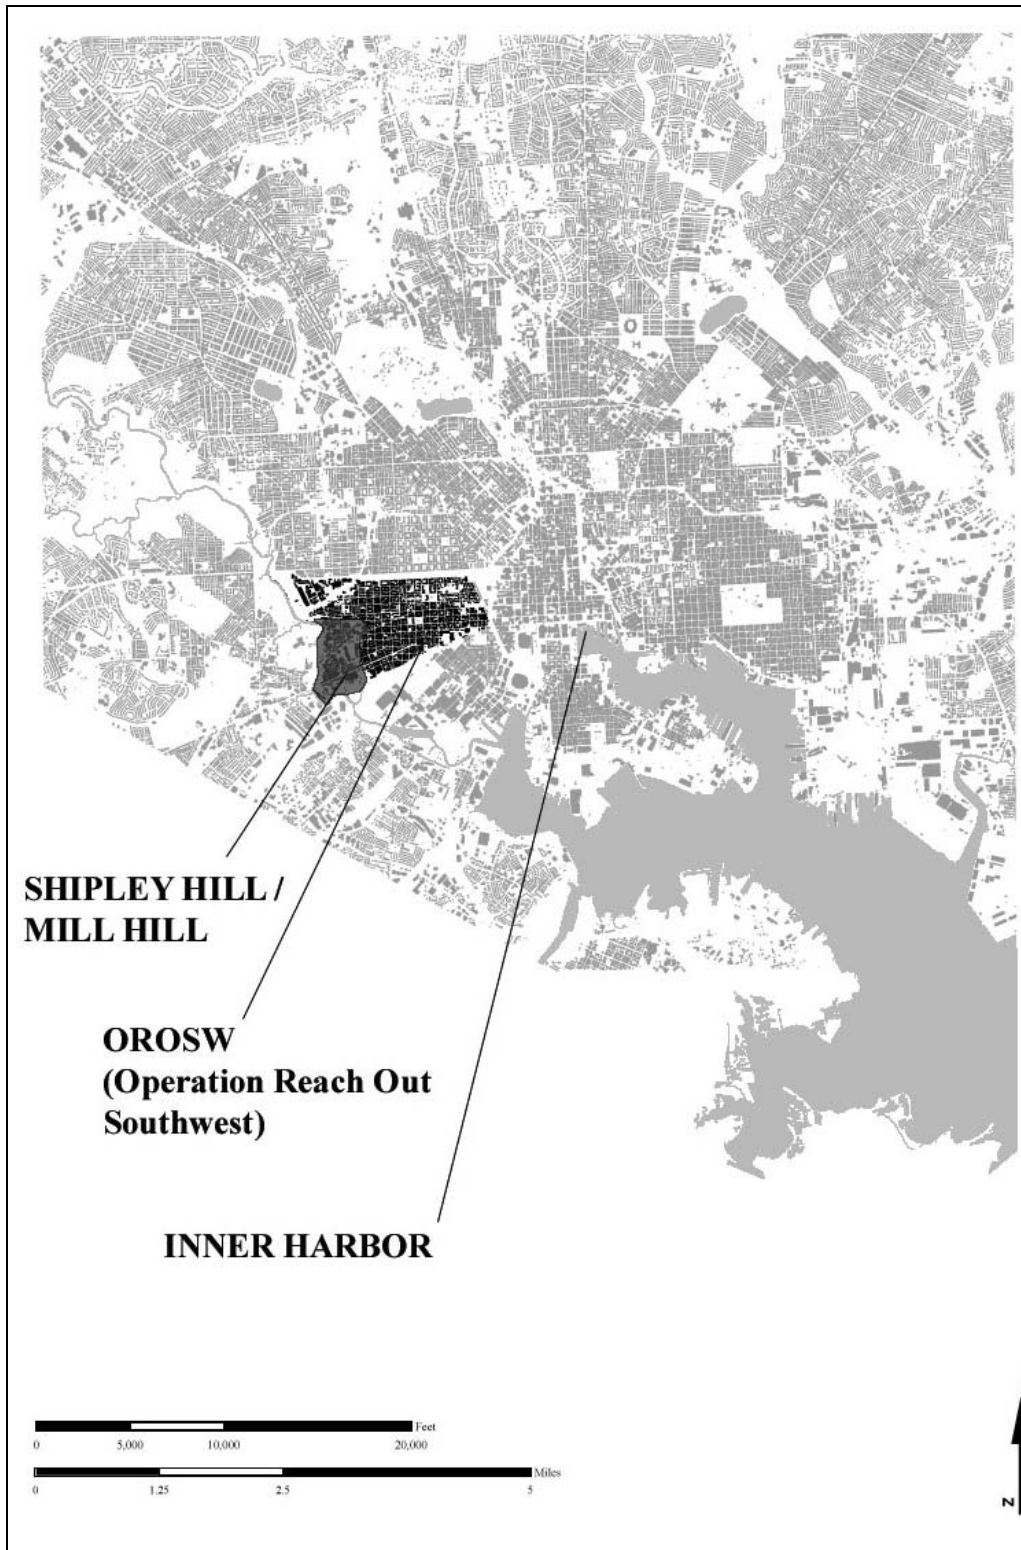 SHIPLEY HILL /
MILL HILL
OROSW
(Operation Reach Out
Southwest)
INNER HARBOR
Feet
0 5,000 10,000 20,000
Miles
0 1.25 2.5 5
N